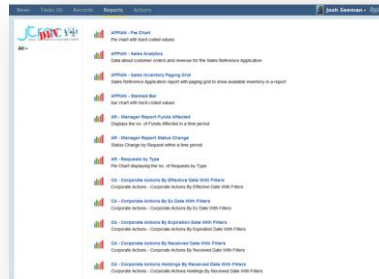 News Tasks (6) Records Reports Actions
Josh Seeman
All
APPIAN - Pie Chart
Pie chart with hard-coded values
APPIAN - Sales Analytics
Data about customer orders and revenue for the Sales Reference Application
APPIAN - Sales Inventory Paging Grid
Sales Reference Application report with paging grid to show available inventory in a report
APPIAN - Stacked Bar
bar chart with hard coded values
AR - Manager Report Funds Affected
Displays the no. of Funds Affected in a time period
AR - Manager Report Status Change
Status Change by Request within a time period
AR - Requests by Type
Pie Chart displaying the no. of Requests by Type
CA - Corporate Actions By Effective Date With Filters
Corporate Actions - Corporate Actions By Effective Date With Filters
CA - Corporate Actions By Ex Date With Filters
Corporate Actions - Corporate Actions By Ex Date With Filters
CA - Corporate Actions By Expiration Date With Filters
Corporate Actions - Corporate Actions By Expiration Date With Filters
CA - Corporate Actions By Received Date With Filters
Corporate Actions - Corporate Actions By Received Date With Filters
CA - Corporate Actions Holdings By Received Date With Filters
Corporate Actions - Corporate Actions Holdings By Received Date With Filters